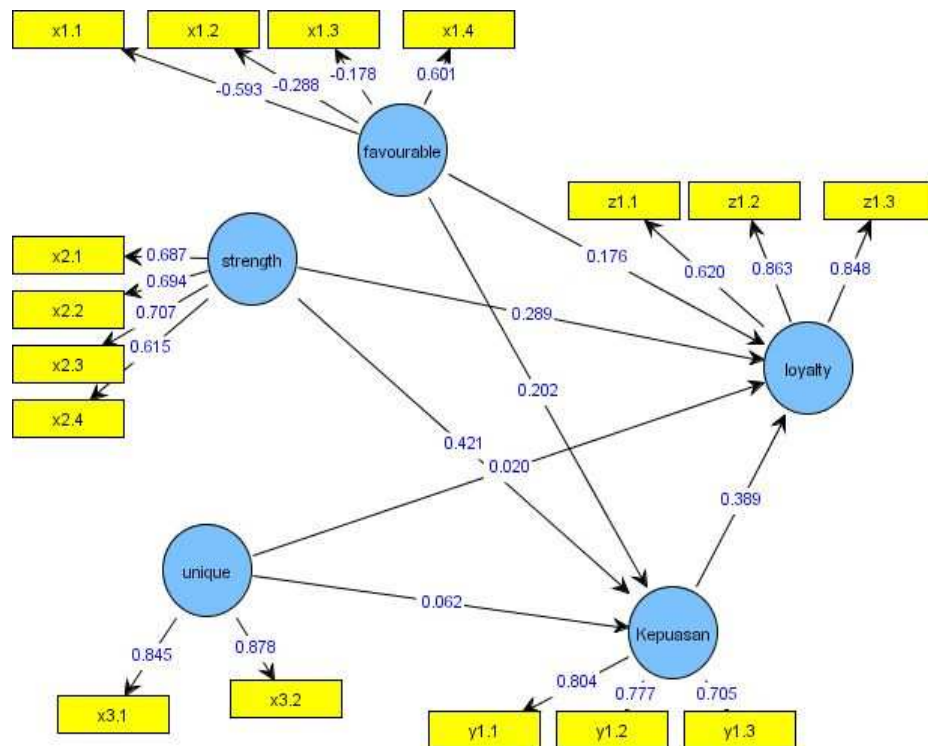 x1.1
x1.2
x1.3
x1.4
-0.593
-0.288
-0.178
0.601
favourable
z1.1
z1.2
z1.3
x2.1
0.687
strength
0.176
0.620
0.863
0.848
x2.2
0.694
0.707
0.289
x2.3
0.615
loyalty
x2.4
0.202
0.421
0.020
0.389
unique
0.062
Kepuasan
0.845
0.878
0.804
0.777
0.705
x3.1
x3.2
y1.1
y1.2
y1.3